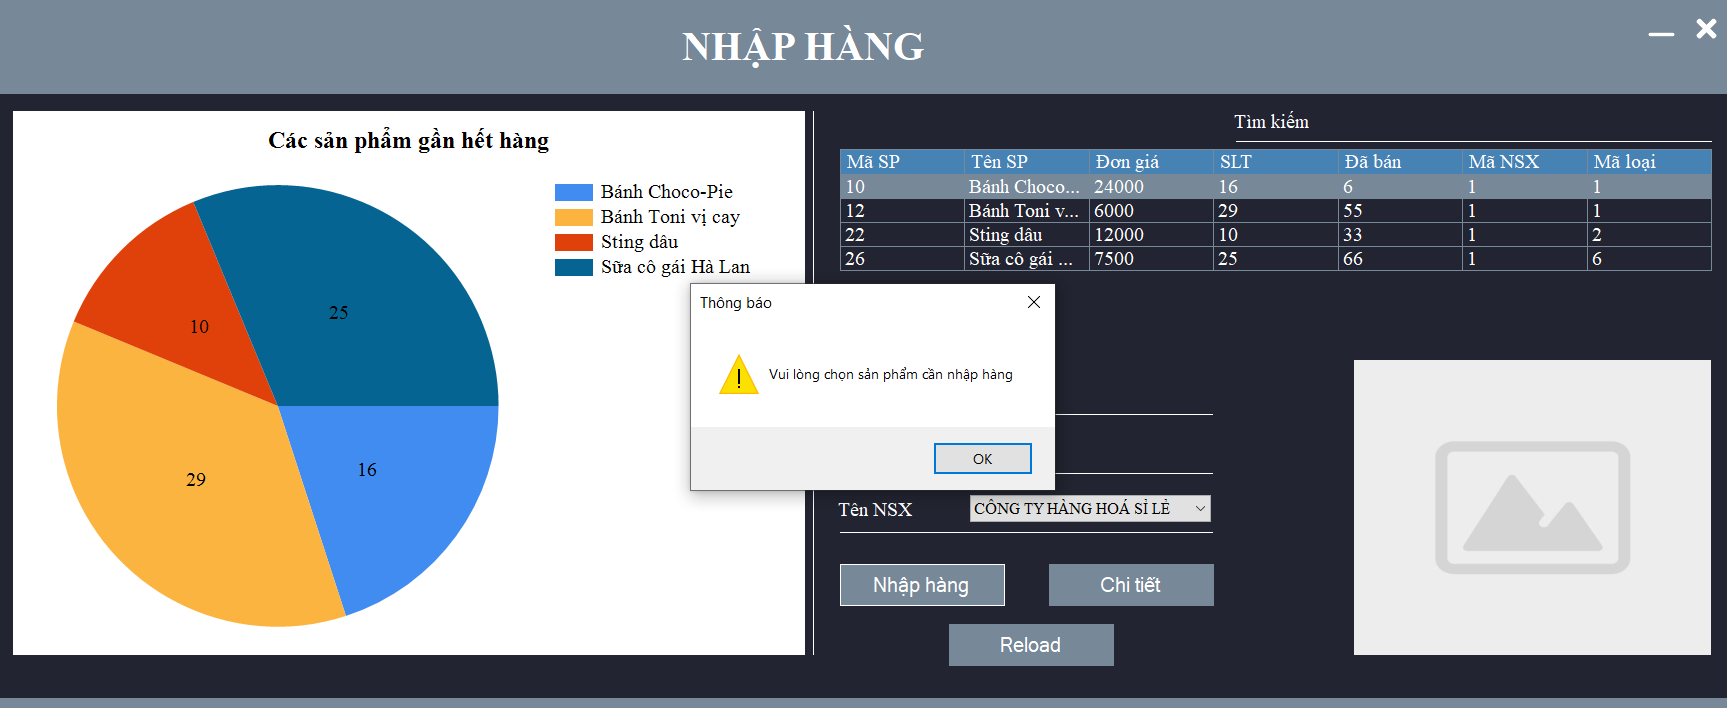 NHẬP HÀNG
Các sản phẩm gần hết hàng
Bánh Choco-Pie
Bánh Toni vị cay
Sting dâu
Sữa cô gái Hà Lan
25
10
29
16
Tìm kiếm
Mã SP Tên SP Đơn giá SLT Đã bán Mã NSX Mã loại
10 Bánh Choco... 24000 16 6 1 1
12 Bánh Toni v... 6000 29 55 1 1
22 Sting dâu 12000 10 33 1 2
26 Sữa cô gái ... 7500 25 66 1 6
Thông báo
Vui lòng chọn sản phẩm cần nhập hàng
OK
Tên NSX CÔNG TY HÀNG HOÁ SỈ LẺ
Nhập hàng Chi tiết
Reload